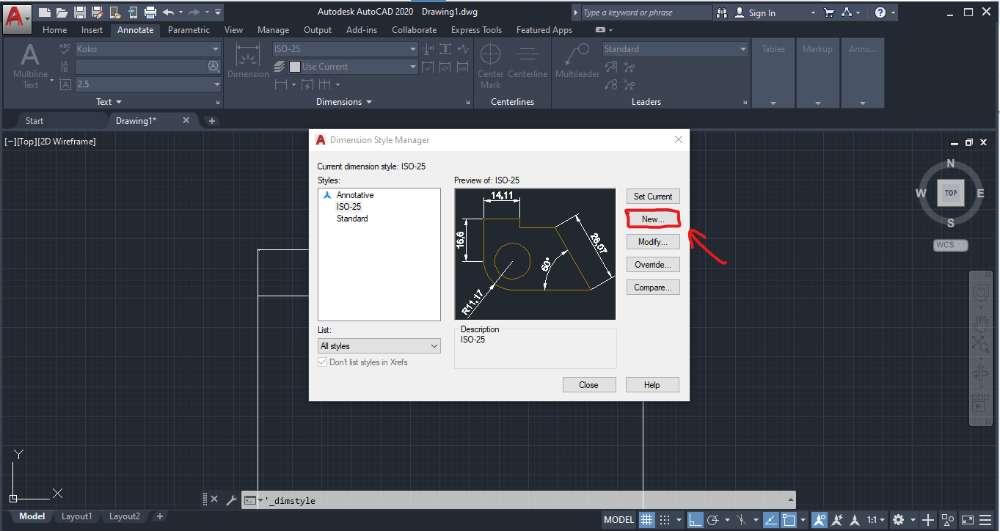 Autodesk AutoCAD 2020 Drawing1.dwg
Type a keyword or phrase
Sign In
Home Insert Annotate Parametric View Manage Output Add-ins Collaborate Express Tools Featured Apps
Multiline
Text
ABC
Koko
2.5
Text
Dimension
ISO-25
Use Current
Dimensions
Center
Mark
Centerline
Centerlines
Multileader
Standard
Leaders
Tables
Markup
Anno...
Start
Drawing1*
[−][Top][2D Wireframe]
Dimension Style Manager
Current dimension style: ISO-25
Styles:
Annotative
ISO-25
Standard
Preview of: ISO-25
14,11
16,6
28,07
60°
R11,17
Set Current
New...
Modify...
Override...
Compare...
List:
All styles
Don't list styles in Xrefs
Description
ISO-25
Close
Help
N
W
TOP
E
S
WCS
Y
X
'_dimstyle
Model
Layout1
Layout2
MODEL
1:1